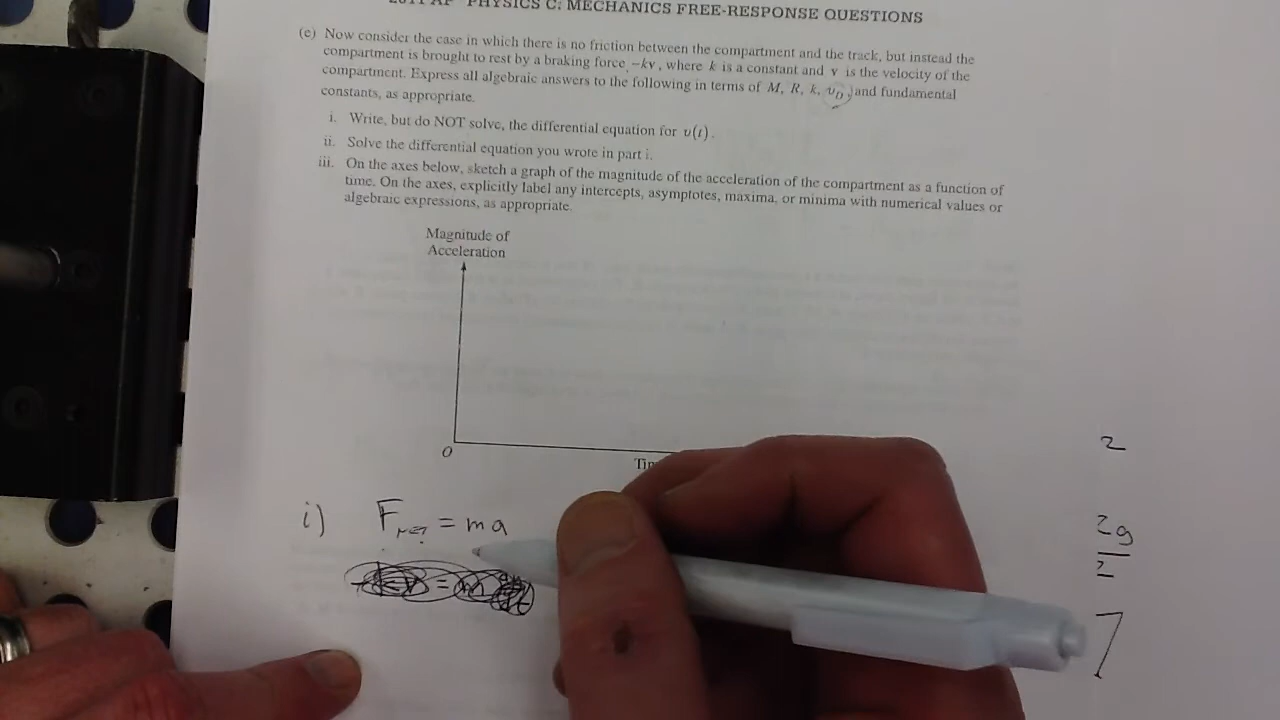 2011 AP PHYSICS C: MECHANICS FREE-RESPONSE QUESTIONS
(e) Now consider the case in which there is no friction between the compartment and the track, but instead the
compartment is brought to rest by a braking force −kv, where k is a constant and v is the velocity of the
compartment. Express all algebraic answers to the following in terms of M, R, k, υD, and fundamental
constants, as appropriate.
i. Write, but do NOT solve, the differential equation for υ(t).
ii. Solve the differential equation you wrote in part i.
iii. On the axes below, sketch a graph of the magnitude of the acceleration of the compartment as a function of
time. On the axes, explicitly label any intercepts, asymptotes, maxima, or minima with numerical values or
algebraic expressions, as appropriate.
Magnitude of
Acceleration
O
2
i) Fnet = ma
2g
2